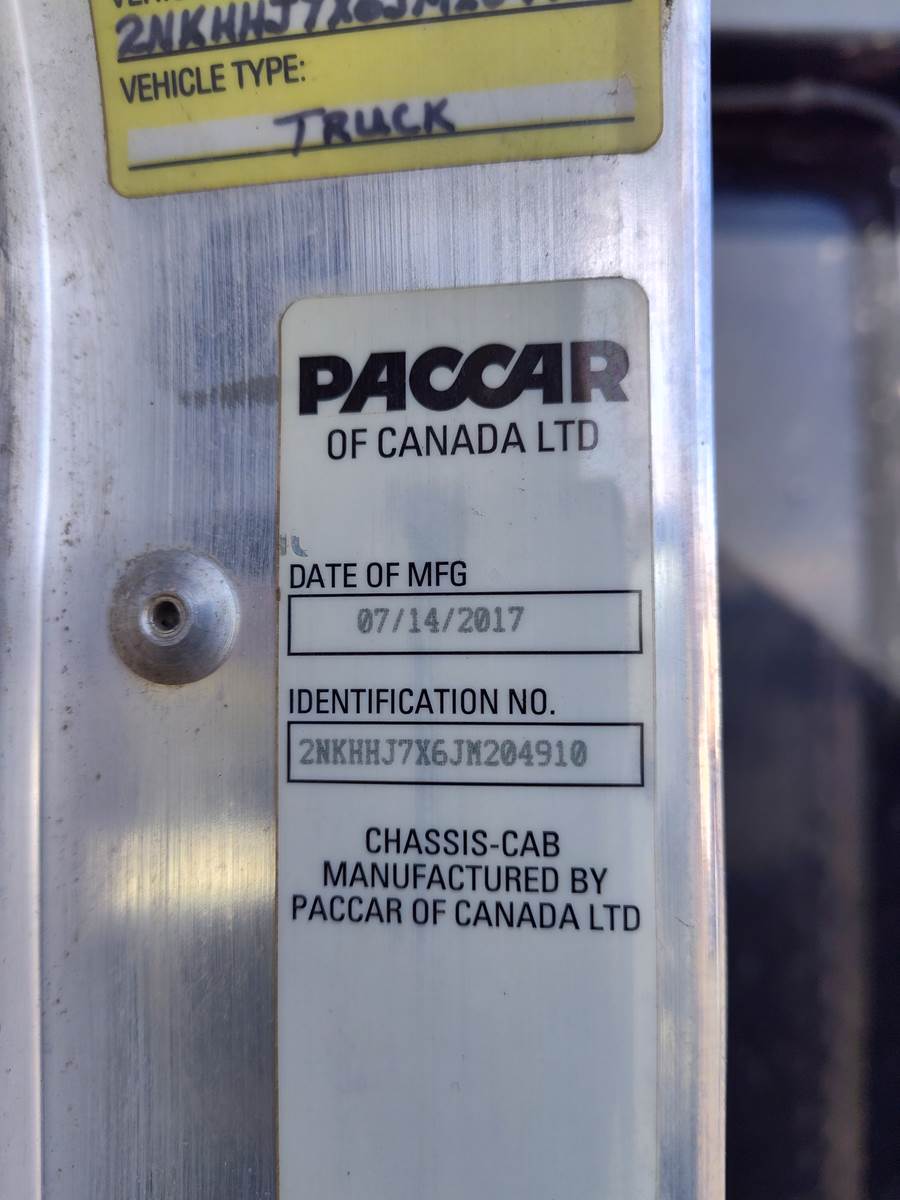 2NKHHJ7X6JM2049
VEHICLE TYPE:
TRUCK
PACCAR
OF CANADA LTD
DATE OF MFG
07/14/2017
IDENTIFICATION NO.
2NKHHJ7X6JM204910
CHASSIS-CAB
MANUFACTURED BY
PACCAR OF CANADA LTD